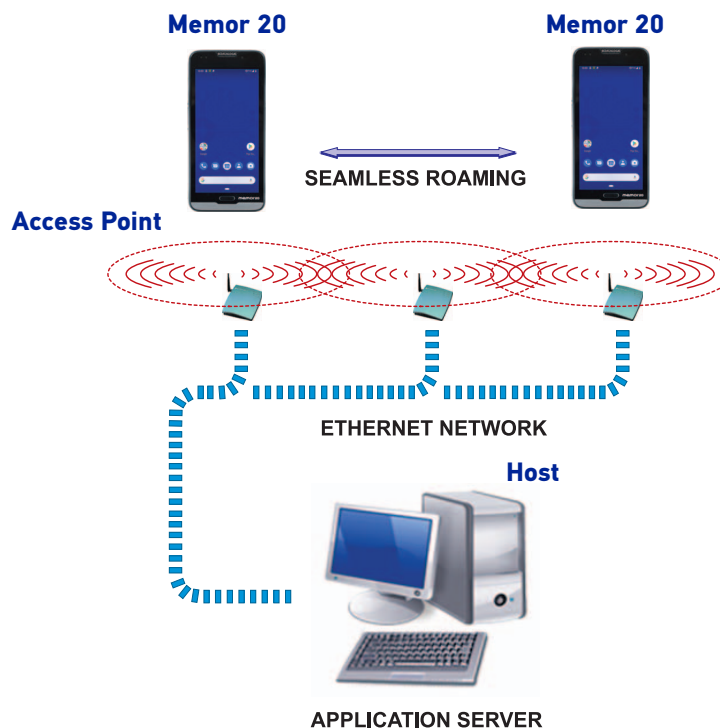 Memor 20
Memor 20
SEAMLESS ROAMING
Access Point
ETHERNET NETWORK
Host
APPLICATION SERVER